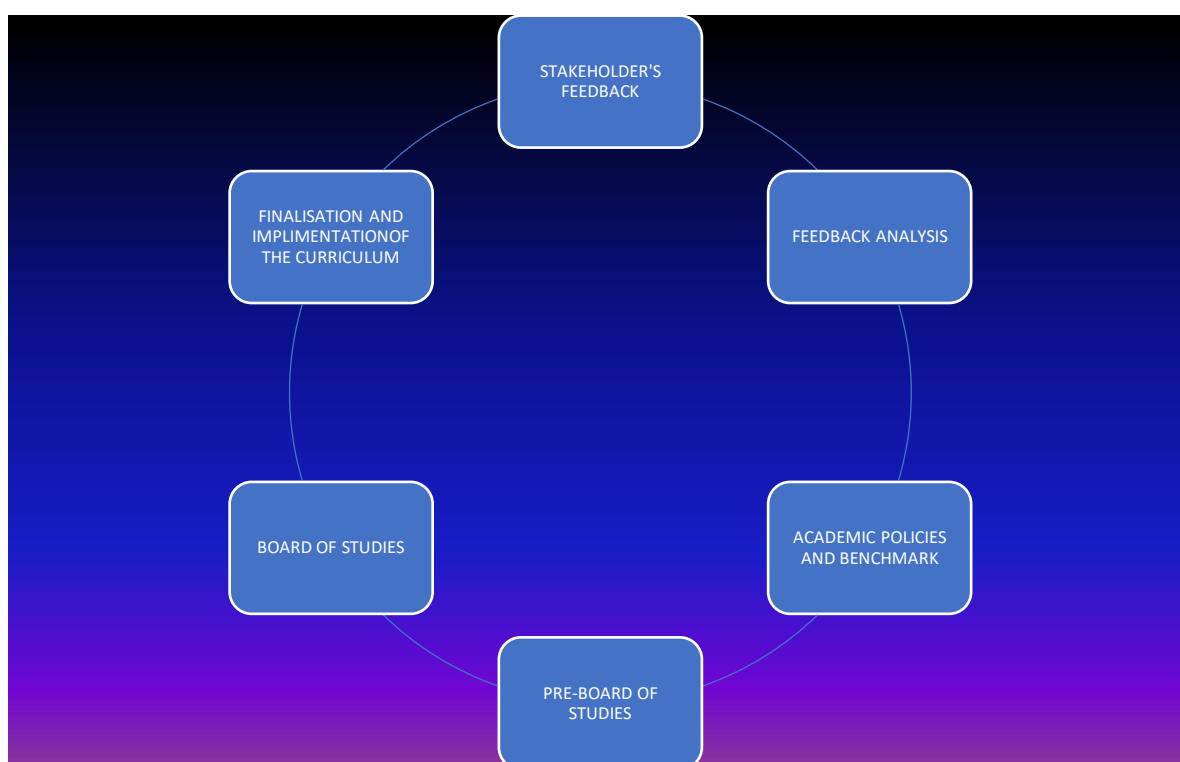 STAKEHOLDER'S
FEEDBACK
FEEDBACK ANALYSIS
ACADEMIC POLICIES
AND BENCHMARK
PRE-BOARD OF
STUDIES
BOARD OF STUDIES
FINALISATION AND
IMPLIMENTATIONOF
THE CURRICULUM